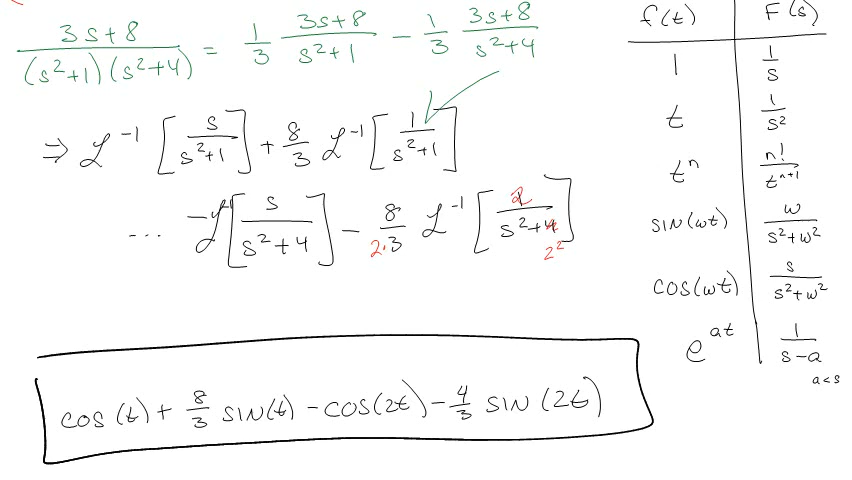 (3s+8)/((s²+1)(s²+4)) = 1/3 (3s+8)/(s²+1) − 1/3 (3s+8)/(s²+4)
⇒ ℒ⁻¹[s/(s²+1)] + 8/3 ℒ⁻¹[1/(s²+1)]
... −ℒ⁻¹[s/(s²+4)] − 8/(2·3) ℒ⁻¹[2/(s²+2²)]
cos(t) + 8/3 sin(t) − cos(2t) − 4/3 sin(2t)
f(t) F(s)
1 1/s
t 1/s²
tⁿ n!/tⁿ⁺¹
sin(ωt) ω/(s²+ω²)
cos(ωt) s/(s²+ω²)
e^{at} 1/(s−a)
a<s